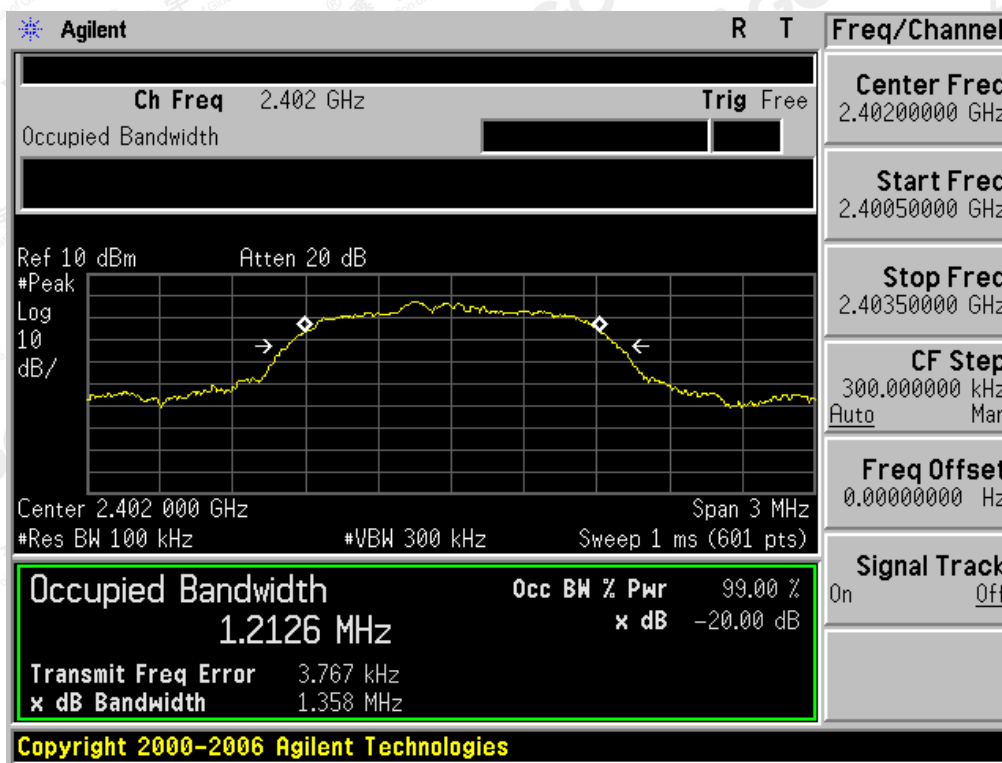 Agilent R T Freq/Channel
Ch Freq 2.402 GHz Trig Free
Occupied Bandwidth
Center Freq
2.40200000 GHz
Start Freq
2.40050000 GHz
Stop Freq
2.40350000 GHz
CF Step
300.000000 kHz
Auto Man
Freq Offset
0.00000000 Hz
Signal Track
On Off
Ref 10 dBm Atten 20 dB
#Peak
Log
10
dB/
Center 2.402 000 GHz Span 3 MHz
#Res BW 100 kHz #VBW 300 kHz Sweep 1 ms (601 pts)
Occupied Bandwidth Occ BW % Pwr 99.00 %
1.2126 MHz x dB -20.00 dB
Transmit Freq Error 3.767 kHz
x dB Bandwidth 1.358 MHz
Copyright 2000-2006 Agilent Technologies